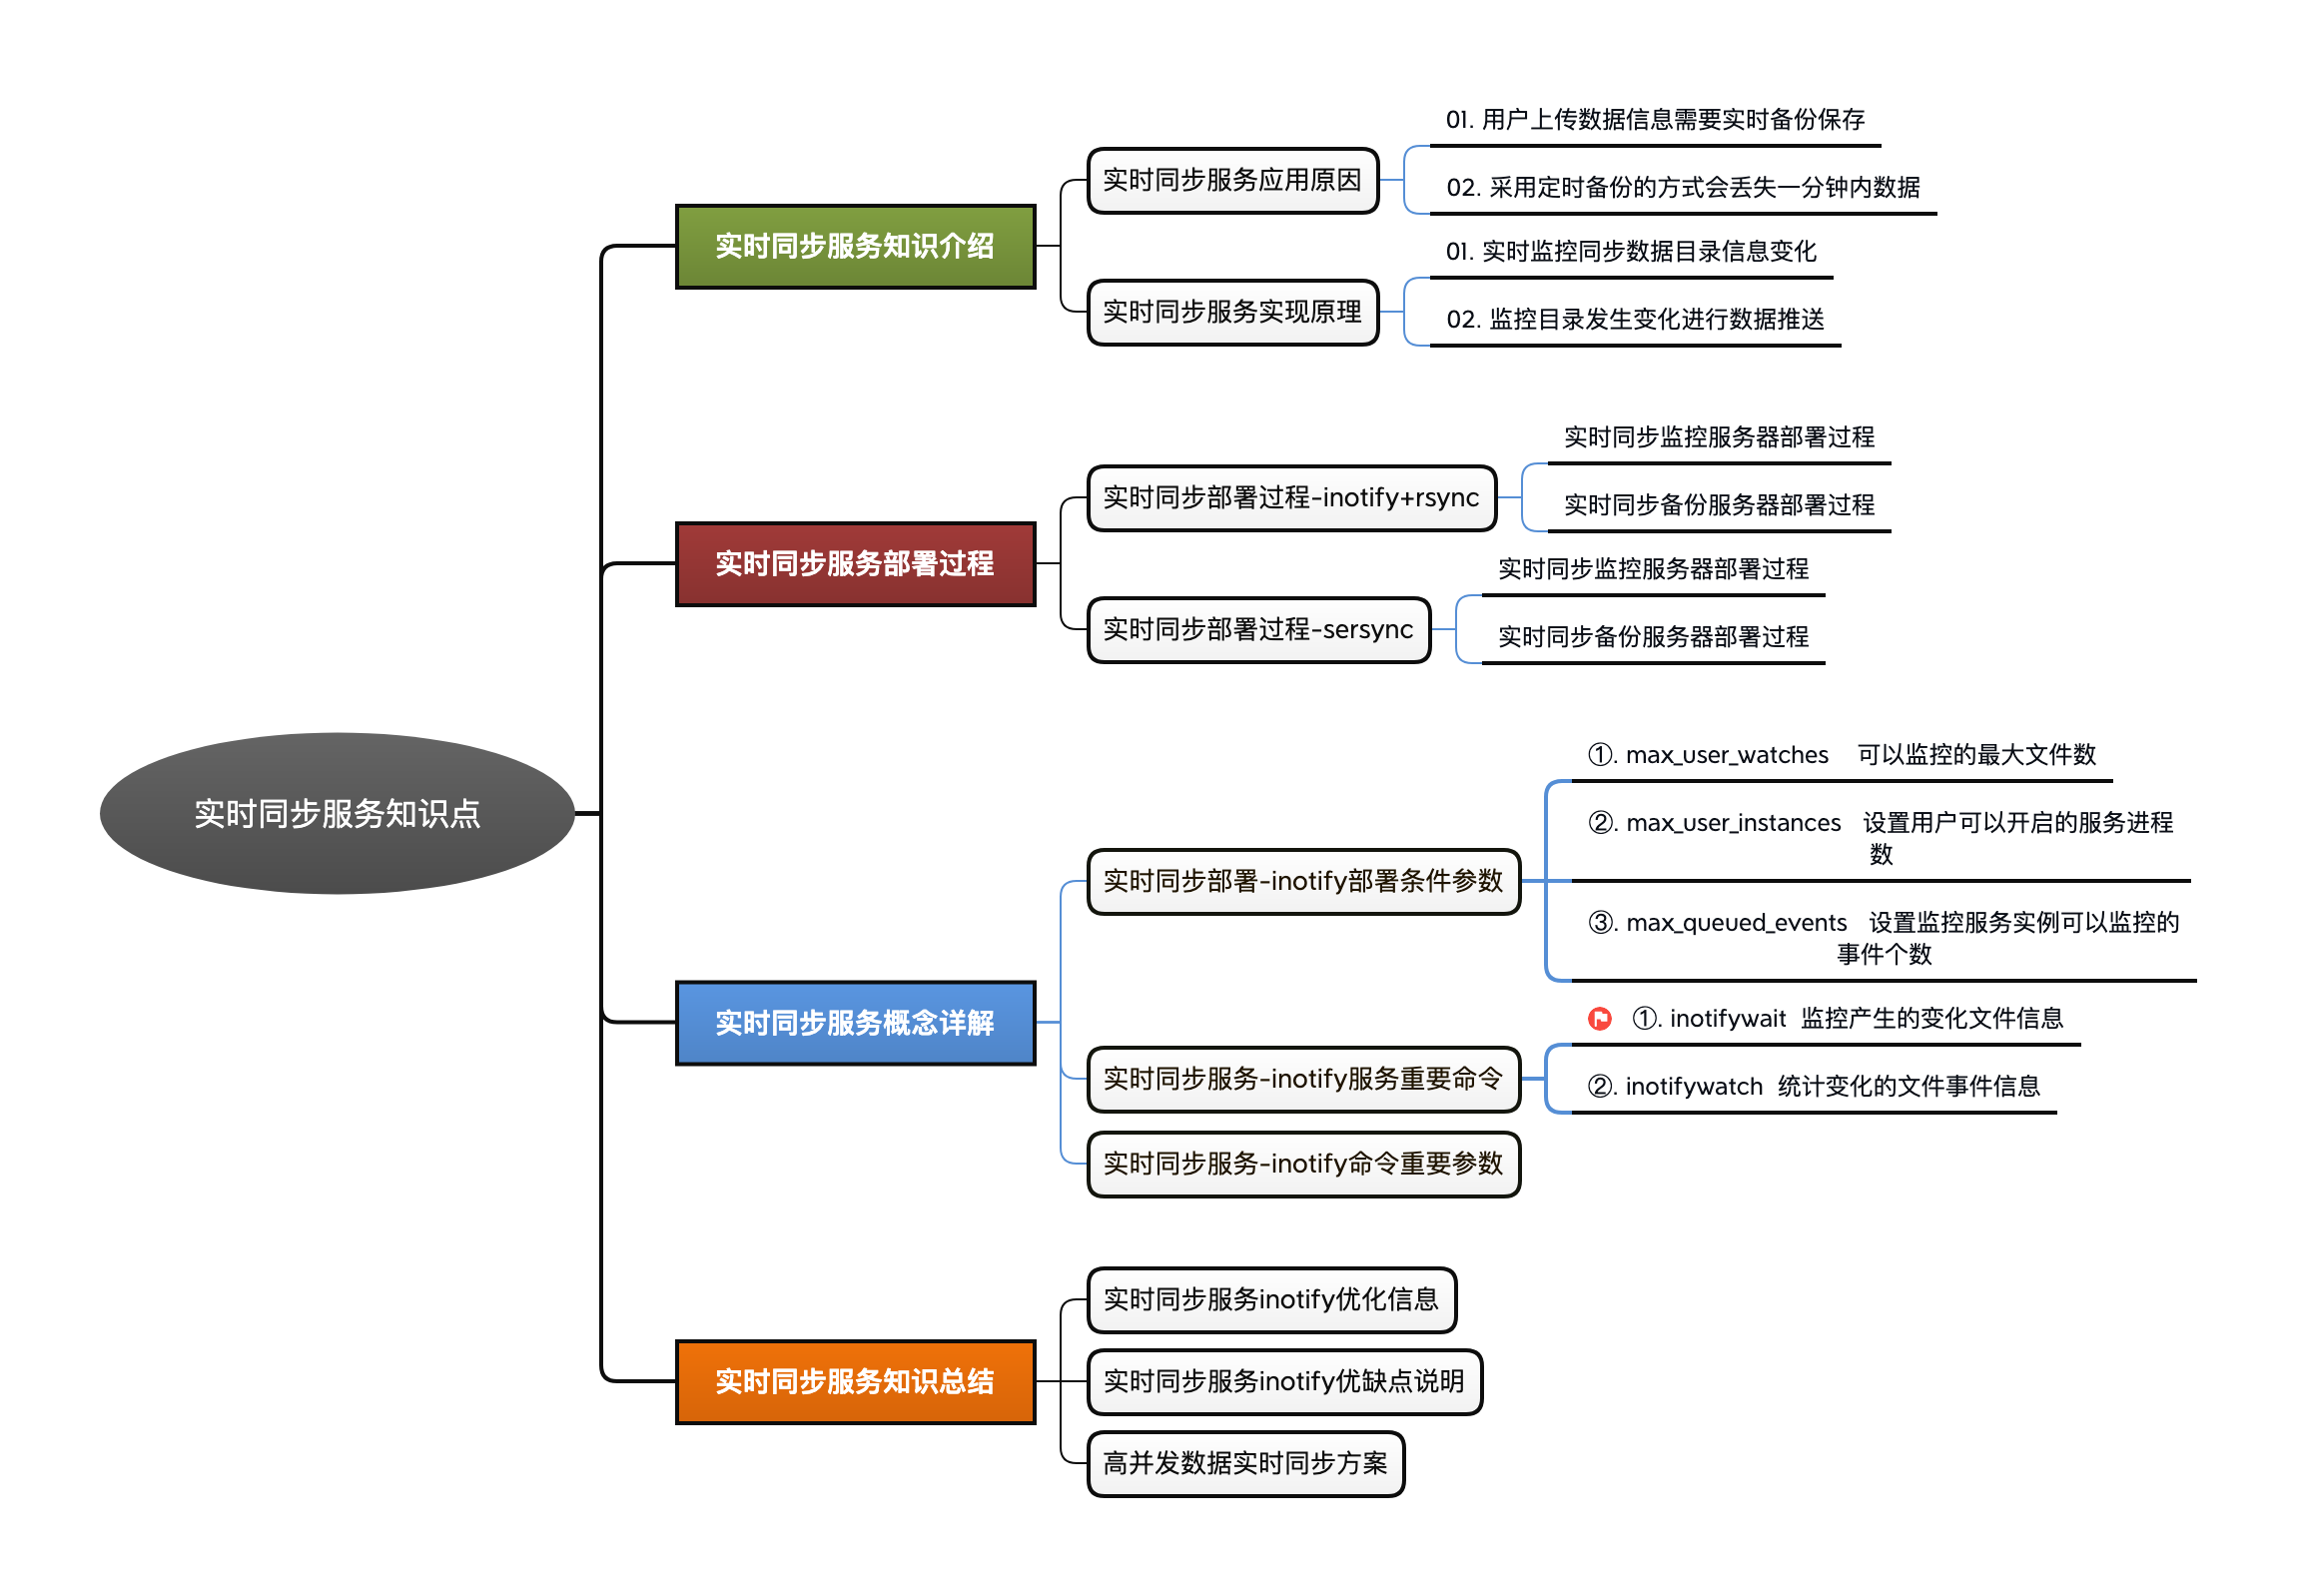 实时同步服务知识点
实时同步服务知识介绍
实时同步服务应用原因
01. 用户上传数据信息需要实时备份保存
02. 采用定时备份的方式会丢失一分钟内数据
实时同步服务实现原理
01. 实时监控同步数据目录信息变化
02. 监控目录发生变化进行数据推送
实时同步服务部署过程
实时同步部署过程-inotify+rsync
实时同步监控服务器部署过程
实时同步备份服务器部署过程
实时同步部署过程-sersync
实时同步监控服务器部署过程
实时同步备份服务器部署过程
实时同步服务概念详解
实时同步部署-inotify部署条件参数
①. max_user_watches 可以监控的最大文件数
②. max_user_instances 设置用户可以开启的服务进程
数
③. max_queued_events 设置监控服务实例可以监控的
事件个数
实时同步服务-inotify服务重要命令
①. inotifywait 监控产生的变化文件信息
②. inotifywatch 统计变化的文件事件信息
实时同步服务-inotify命令重要参数
实时同步服务知识总结
实时同步服务inotify优化信息
实时同步服务inotify优缺点说明
高并发数据实时同步方案